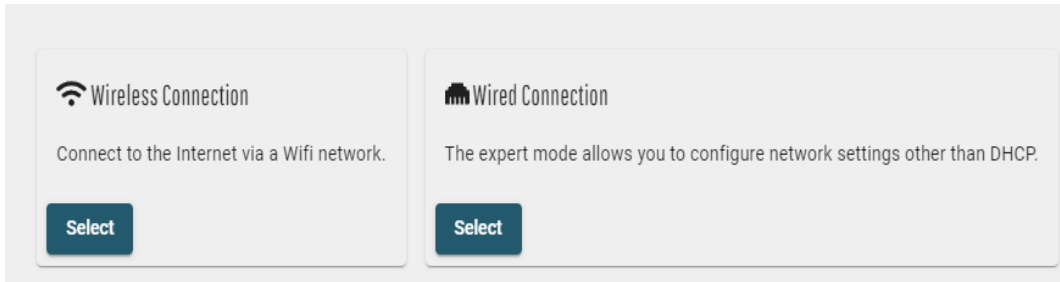 Wireless Connection
Connect to the Internet via a Wifi network.
Select
Wired Connection
The expert mode allows you to configure network settings other than DHCP.
Select